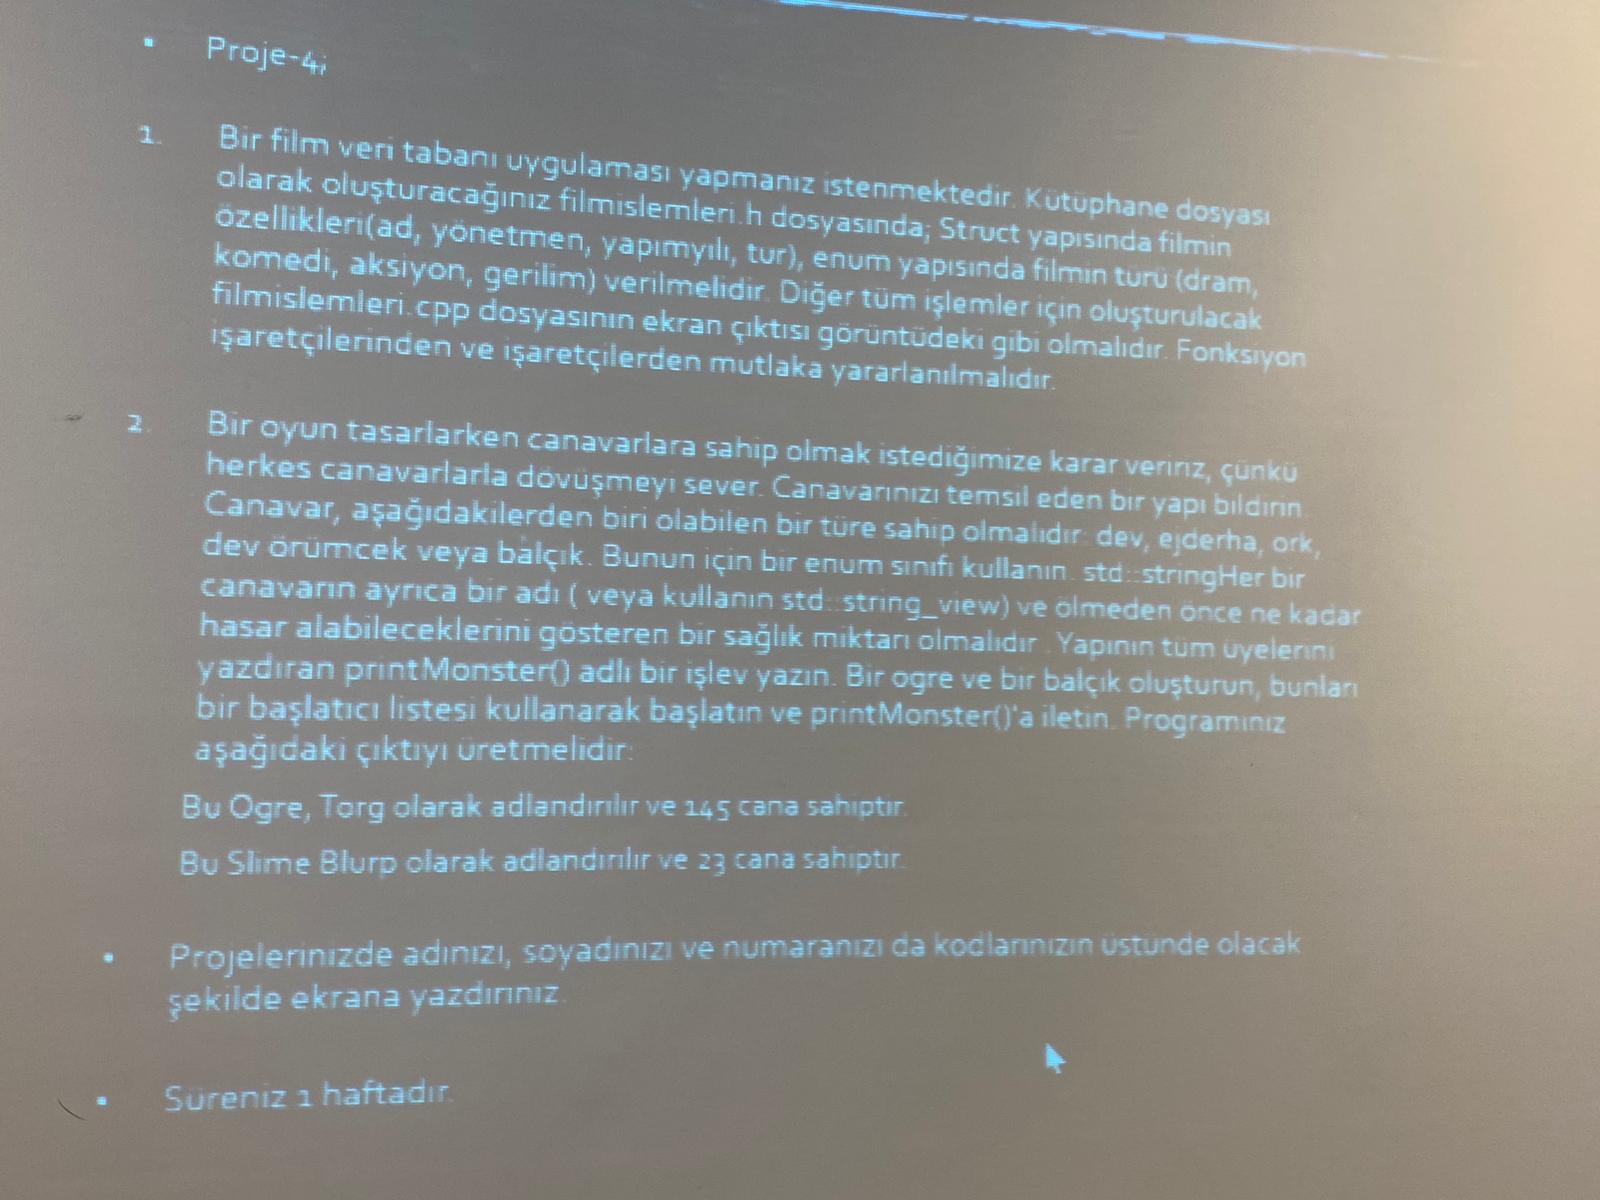 Proje-4;
1. Bir film veri tabanı uygulaması yapmanız istenmektedir. Kütüphane dosyası
olarak oluşturacağınız filmislemleri.h dosyasında; Struct yapısında filmin
özellikleri(ad, yönetmen, yapımyılı, tur), enum yapısında filmin türü (dram,
komedi, aksiyon, gerilim) verilmelidir. Diğer tüm işlemler için oluşturulacak
filmislemleri.cpp dosyasının ekran çıktısı görüntüdeki gibi olmalıdır. Fonksiyon
işaretçilerinden ve işaretçilerden mutlaka yararlanılmalıdır.
2. Bir oyun tasarlarken canavarlara sahip olmak istediğimize karar veririz, çünkü
herkes canavarlarla dövüşmeyi sever. Canavarınızı temsil eden bir yapı bildirin.
Canavar, aşağıdakilerden biri olabilen bir türe sahip olmalıdır: dev, ejderha, ork,
dev örümcek veya balçık. Bunun için bir enum sınıfı kullanın. std::stringHer bir
canavarın ayrıca bir adı ( veya kullanın std::string_view) ve ölmeden önce ne kadar
hasar alabileceklerini gösteren bir sağlık miktarı olmalıdır . Yapının tüm üyelerini
yazdıran printMonster() adlı bir işlev yazın. Bir ogre ve bir balçık oluşturun, bunları
bir başlatıcı listesi kullanarak başlatın ve printMonster()'a iletin. Programınız
aşağıdaki çıktıyı üretmelidir:
Bu Ogre, Torg olarak adlandırılır ve 145 cana sahiptir.
Bu Slime Blurp olarak adlandırılır ve 23 cana sahiptir.
Projelerinizde adınızı, soyadınızı ve numaranızı da kodlarınızın üstünde olacak
şekilde ekrana yazdırınız.
Süreniz 1 haftadır.